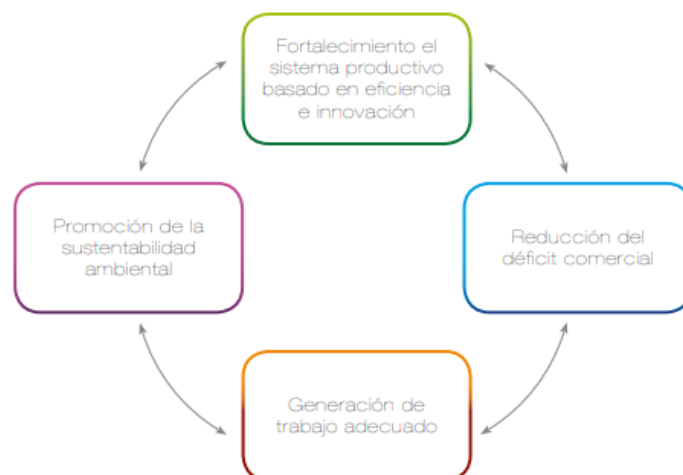 Fortalecimiento el
sistema productivo
basado en eficiencia
e innovación
Promoción de la
sustentabilidad
ambiental
Reducción del
déficit comercial
Generación de
trabajo adecuado